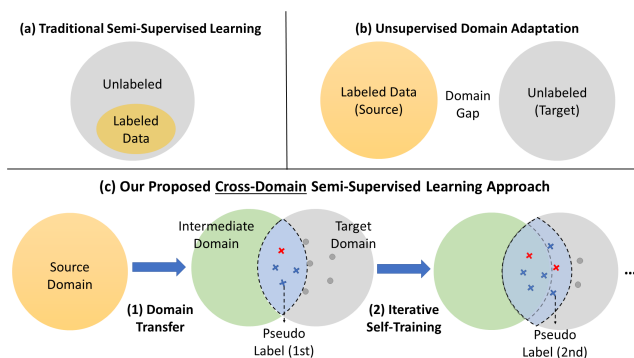 (a) Traditional Semi-Supervised Learning
Unlabeled
Labeled
Data
(b) Unsupervised Domain Adaptation
Labeled Data
(Source)
Domain
Gap
Unlabeled
(Target)
(c) Our Proposed Cross-Domain Semi-Supervised Learning Approach
Source
Domain
(1) Domain
Transfer
Intermediate
Domain
Target
Domain
Pseudo
Label (1st)
(2) Iterative
Self-Training
Pseudo
Label (2nd)
...